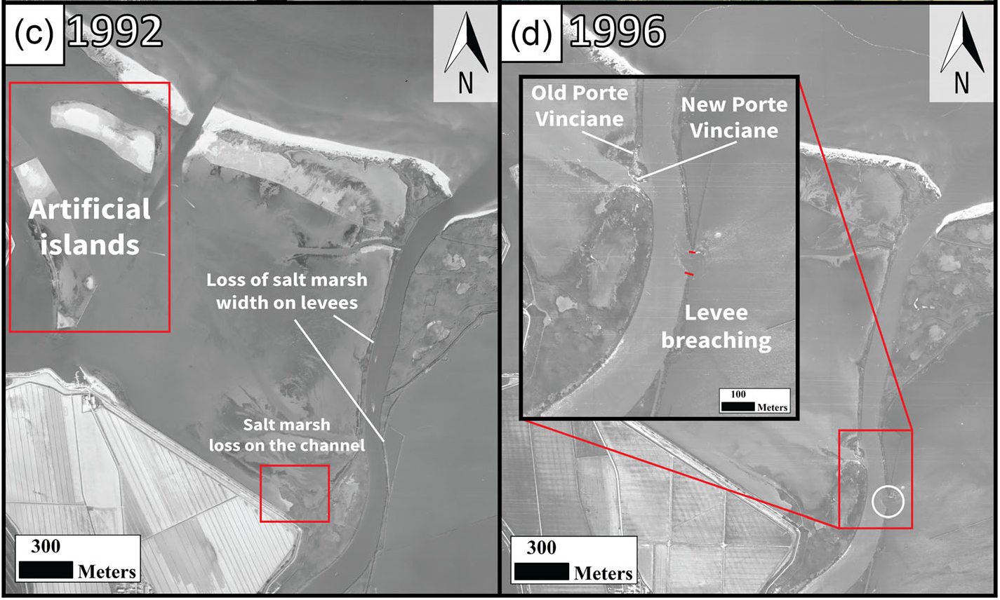 (c) 1992
N
Artificial
islands
Loss of salt marsh
width on levees
Salt marsh
loss on the channel
300
Meters
(d) 1996
N
Old Porte
Vinciane
New Porte
Vinciane
Levee
breaching
100
Meters
300
Meters